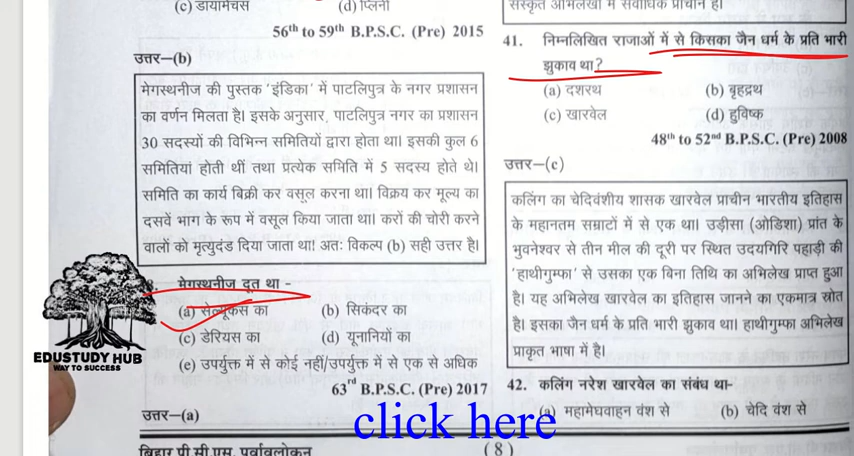 (c) डायामेचस (d) प्लिनी
56th to 59th B.P.S.C. (Pre) 2015
उत्तर–(b)
मेगस्थनीज की पुस्तक 'इंडिका' में पाटलिपुत्र के नगर प्रशासन
का वर्णन मिलता है। इसके अनुसार, पाटलिपुत्र नगर का प्रशासन
30 सदस्यों की विभिन्न समितियों द्वारा होता था। इसकी कुल 6
समितियां होती थीं तथा प्रत्येक समिति में 5 सदस्य होते थे।
समिति का कार्य बिक्री कर वसूल करना था। विक्रय कर मूल्य का
दसवें भाग के रूप में वसूल किया जाता था। करों की चोरी करने
वालों को मृत्युदंड दिया जाता था! अतः विकल्प (b) सही उत्तर है।
मेगस्थनीज दूत था -
(a) सेल्यूकस का (b) सिकंदर का
(c) डेरियस का (d) यूनानियों का
(e) उपर्युक्त में से कोई नहीं/उपर्युक्त में से एक से अधिक
63rd B.P.S.C. (Pre) 2017
उत्तर–(a)
बिहार पी.सी.एस. पूर्वावलोकन
(8)
संस्कृत अभिलेखों में सर्वाधिक प्राचीन है।
41. निम्नलिखित राजाओं में से किसका जैन धर्म के प्रति भारी
झुकाव था?
(a) दशरथ (b) बृहद्रथ
(c) खारवेल (d) हुविष्क
48th to 52nd B.P.S.C. (Pre) 2008
उत्तर–(c)
कलिंग का चेदिवंशीय शासक खारवेल प्राचीन भारतीय इतिहास
के महानतम सम्राटों में से एक था। उड़ीसा (ओडिशा) प्रांत के
भुवनेश्वर से तीन मील की दूरी पर स्थित उदयगिरि पहाड़ी की
'हाथीगुम्फा' से उसका एक बिना तिथि का अभिलेख प्राप्त हुआ
है। यह अभिलेख खारवेल का इतिहास जानने का एकमात्र स्रोत
है। इसका जैन धर्म के प्रति भारी झुकाव था। हाथीगुम्फा अभिलेख
प्राकृत भाषा में है।
42. कलिंग नरेश खारवेल का संबंध था-
(a) महामेघवाहन वंश से (b) चेदि वंश से
EDUSTUDY HUB
WAY TO SUCCESS
click here